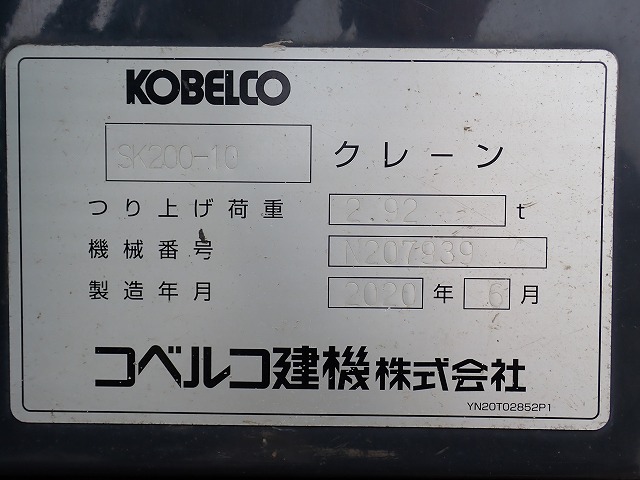 KOBELCO
SK200-10 クレーン
つり上げ荷重 2.92 t
機械番号 N207939
製造年月 2020 年 6 月
コベルコ建機株式会社
YN20T02852P1